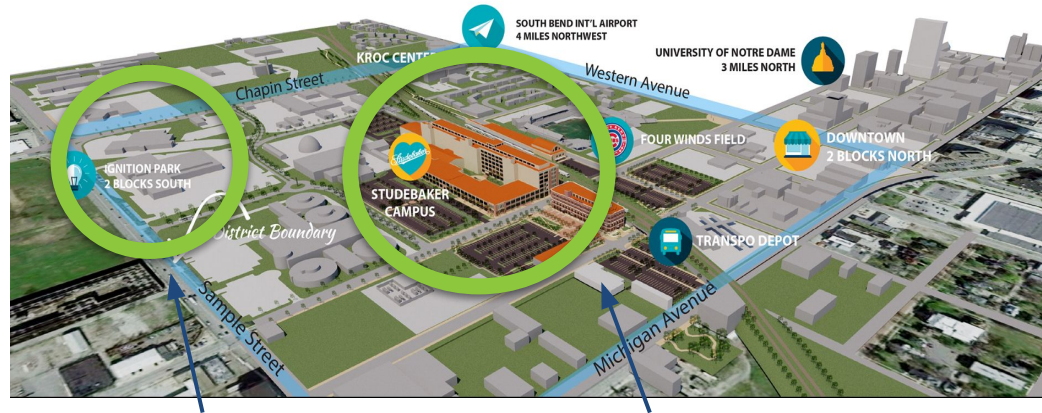 SOUTH BEND INT'L AIRPORT
4 MILES NORTHWEST
KROC CENTER
UNIVERSITY OF NOTRE DAME
3 MILES NORTH
Chapin Street
Western Avenue
FOUR WINDS FIELD
DOWNTOWN
2 BLOCKS NORTH
IGNITION PARK
2 BLOCKS SOUTH
Studebaker
STUDEBAKER
CAMPUS
District Boundary
TRANSPO DEPOT
Sample Street
Michigan Avenue